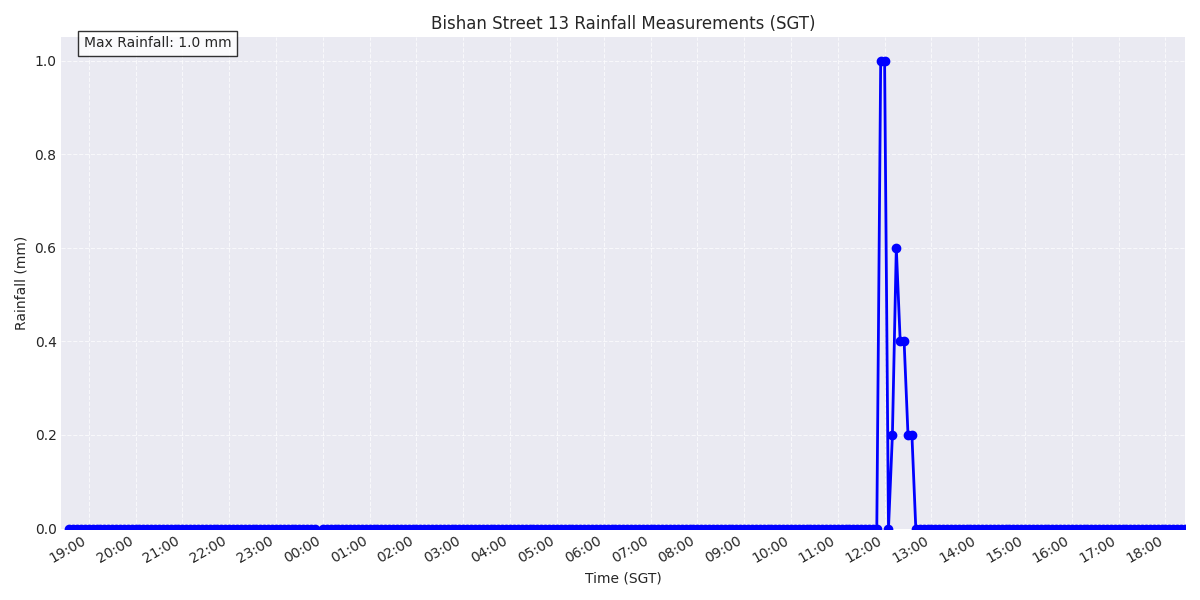 Bishan Street 13 Rainfall Measurements (SGT)
Max Rainfall: 1.0 mm
1.0
0.8
0.6
0.4
0.2
0.0
Rainfall (mm)
19:00 20:00 21:00 22:00 23:00 00:00 01:00 02:00 03:00 04:00 05:00 06:00 07:00 08:00 09:00 10:00 11:00 12:00 13:00 14:00 15:00 16:00 17:00 18:00
Time (SGT)